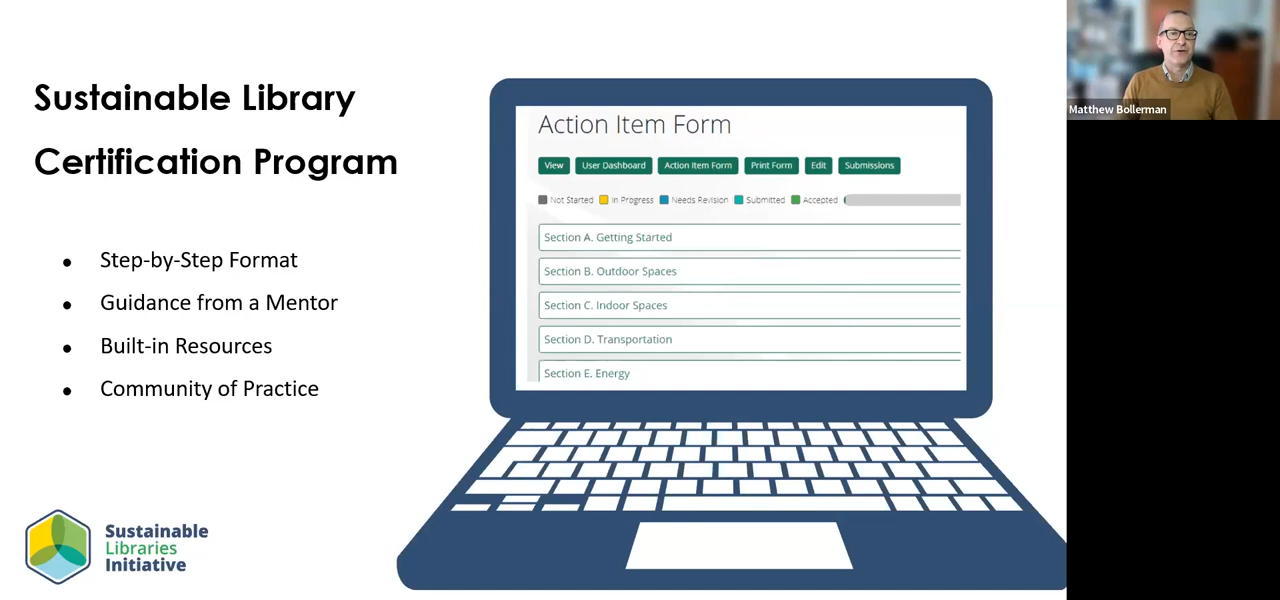 Sustainable Library
Certification Program
● Step-by-Step Format
● Guidance from a Mentor
● Built-in Resources
● Community of Practice
Sustainable
Libraries
Initiative
Action Item Form
View User Dashboard Action Item Form Print Form Edit Submissions
Not Started In Progress Needs Revision Submitted Accepted
Section A. Getting Started
Section B. Outdoor Spaces
Section C. Indoor Spaces
Section D. Transportation
Section E. Energy
Matthew Bollerman